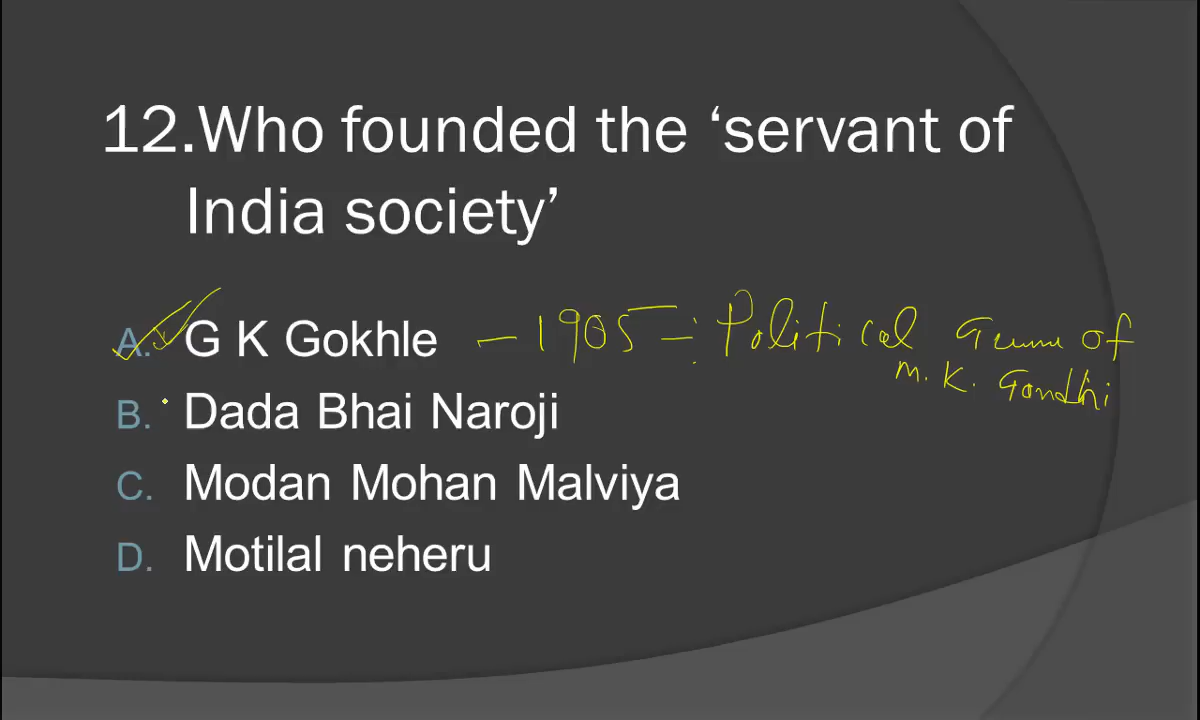 12.Who founded the ‘servant of
India society’
A. G K Gokhle – 1905 – : Political Guru of
M. K. Gandhi
B. Dada Bhai Naroji
C. Modan Mohan Malviya
D. Motilal neheru